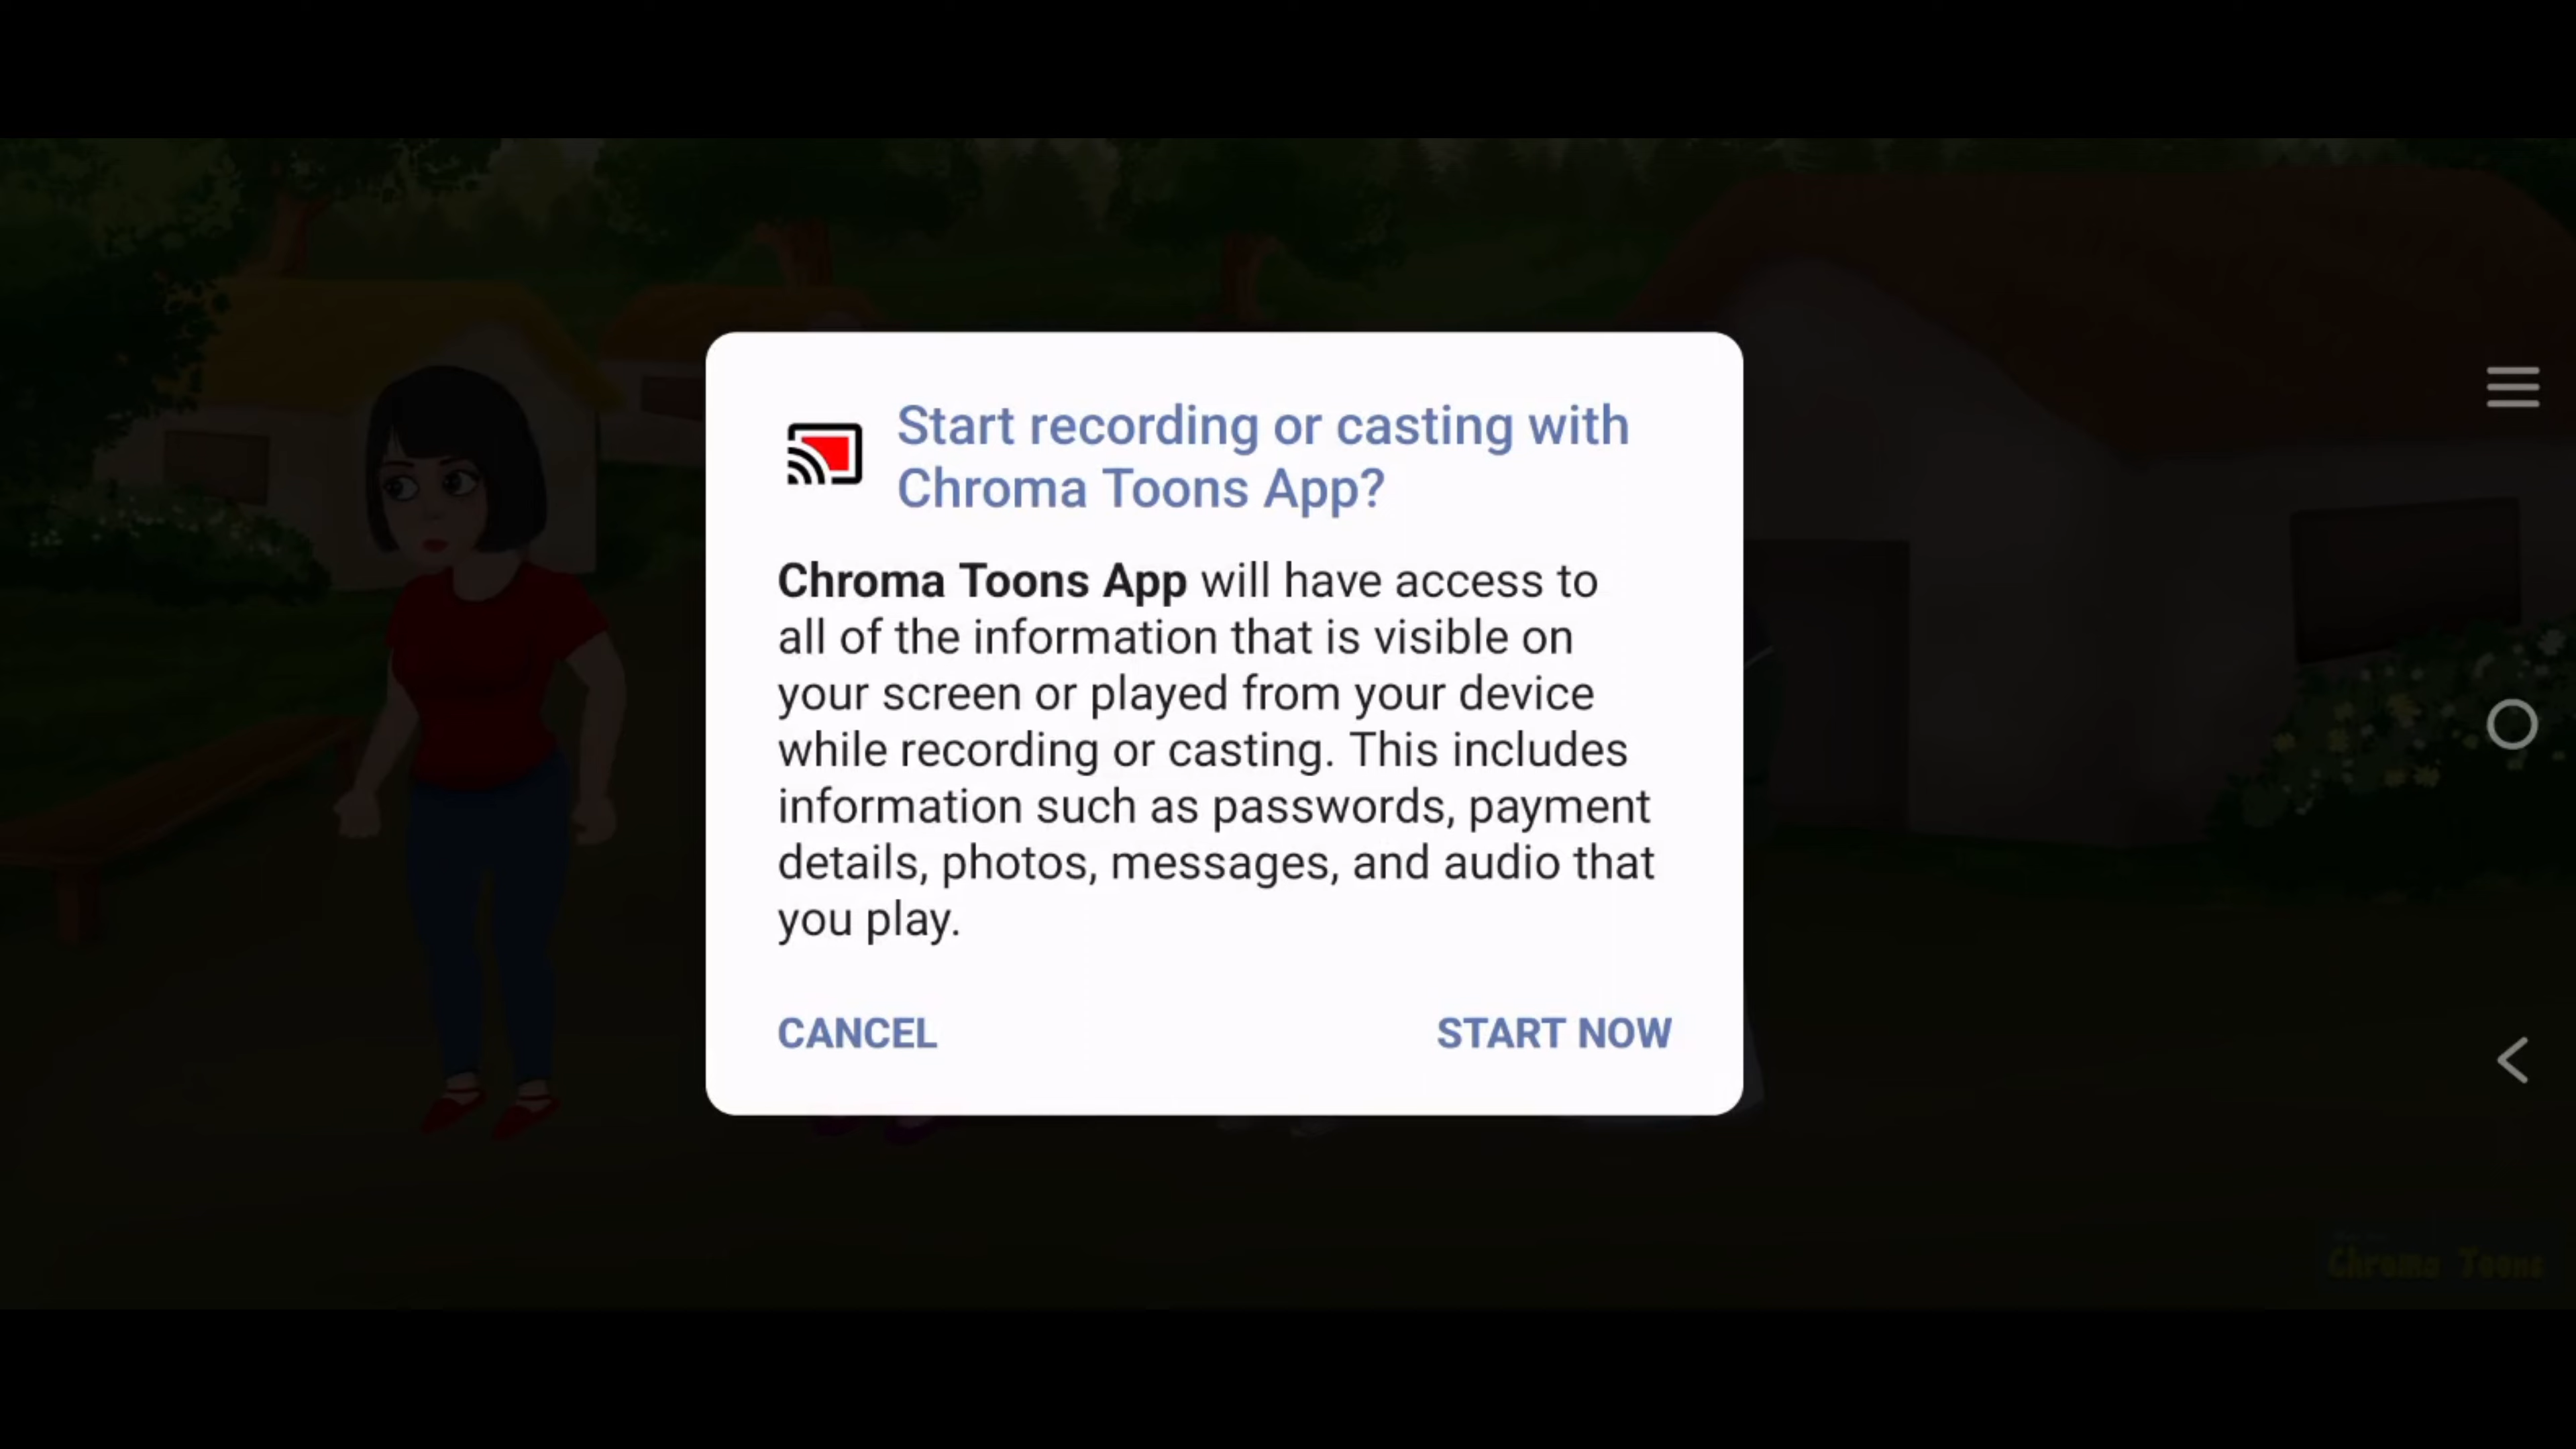 Start recording or casting with
Chroma Toons App?
Chroma Toons App will have access to
all of the information that is visible on
your screen or played from your device
while recording or casting. This includes
information such as passwords, payment
details, photos, messages, and audio that
you play.
CANCEL
START NOW
Chroma Toons